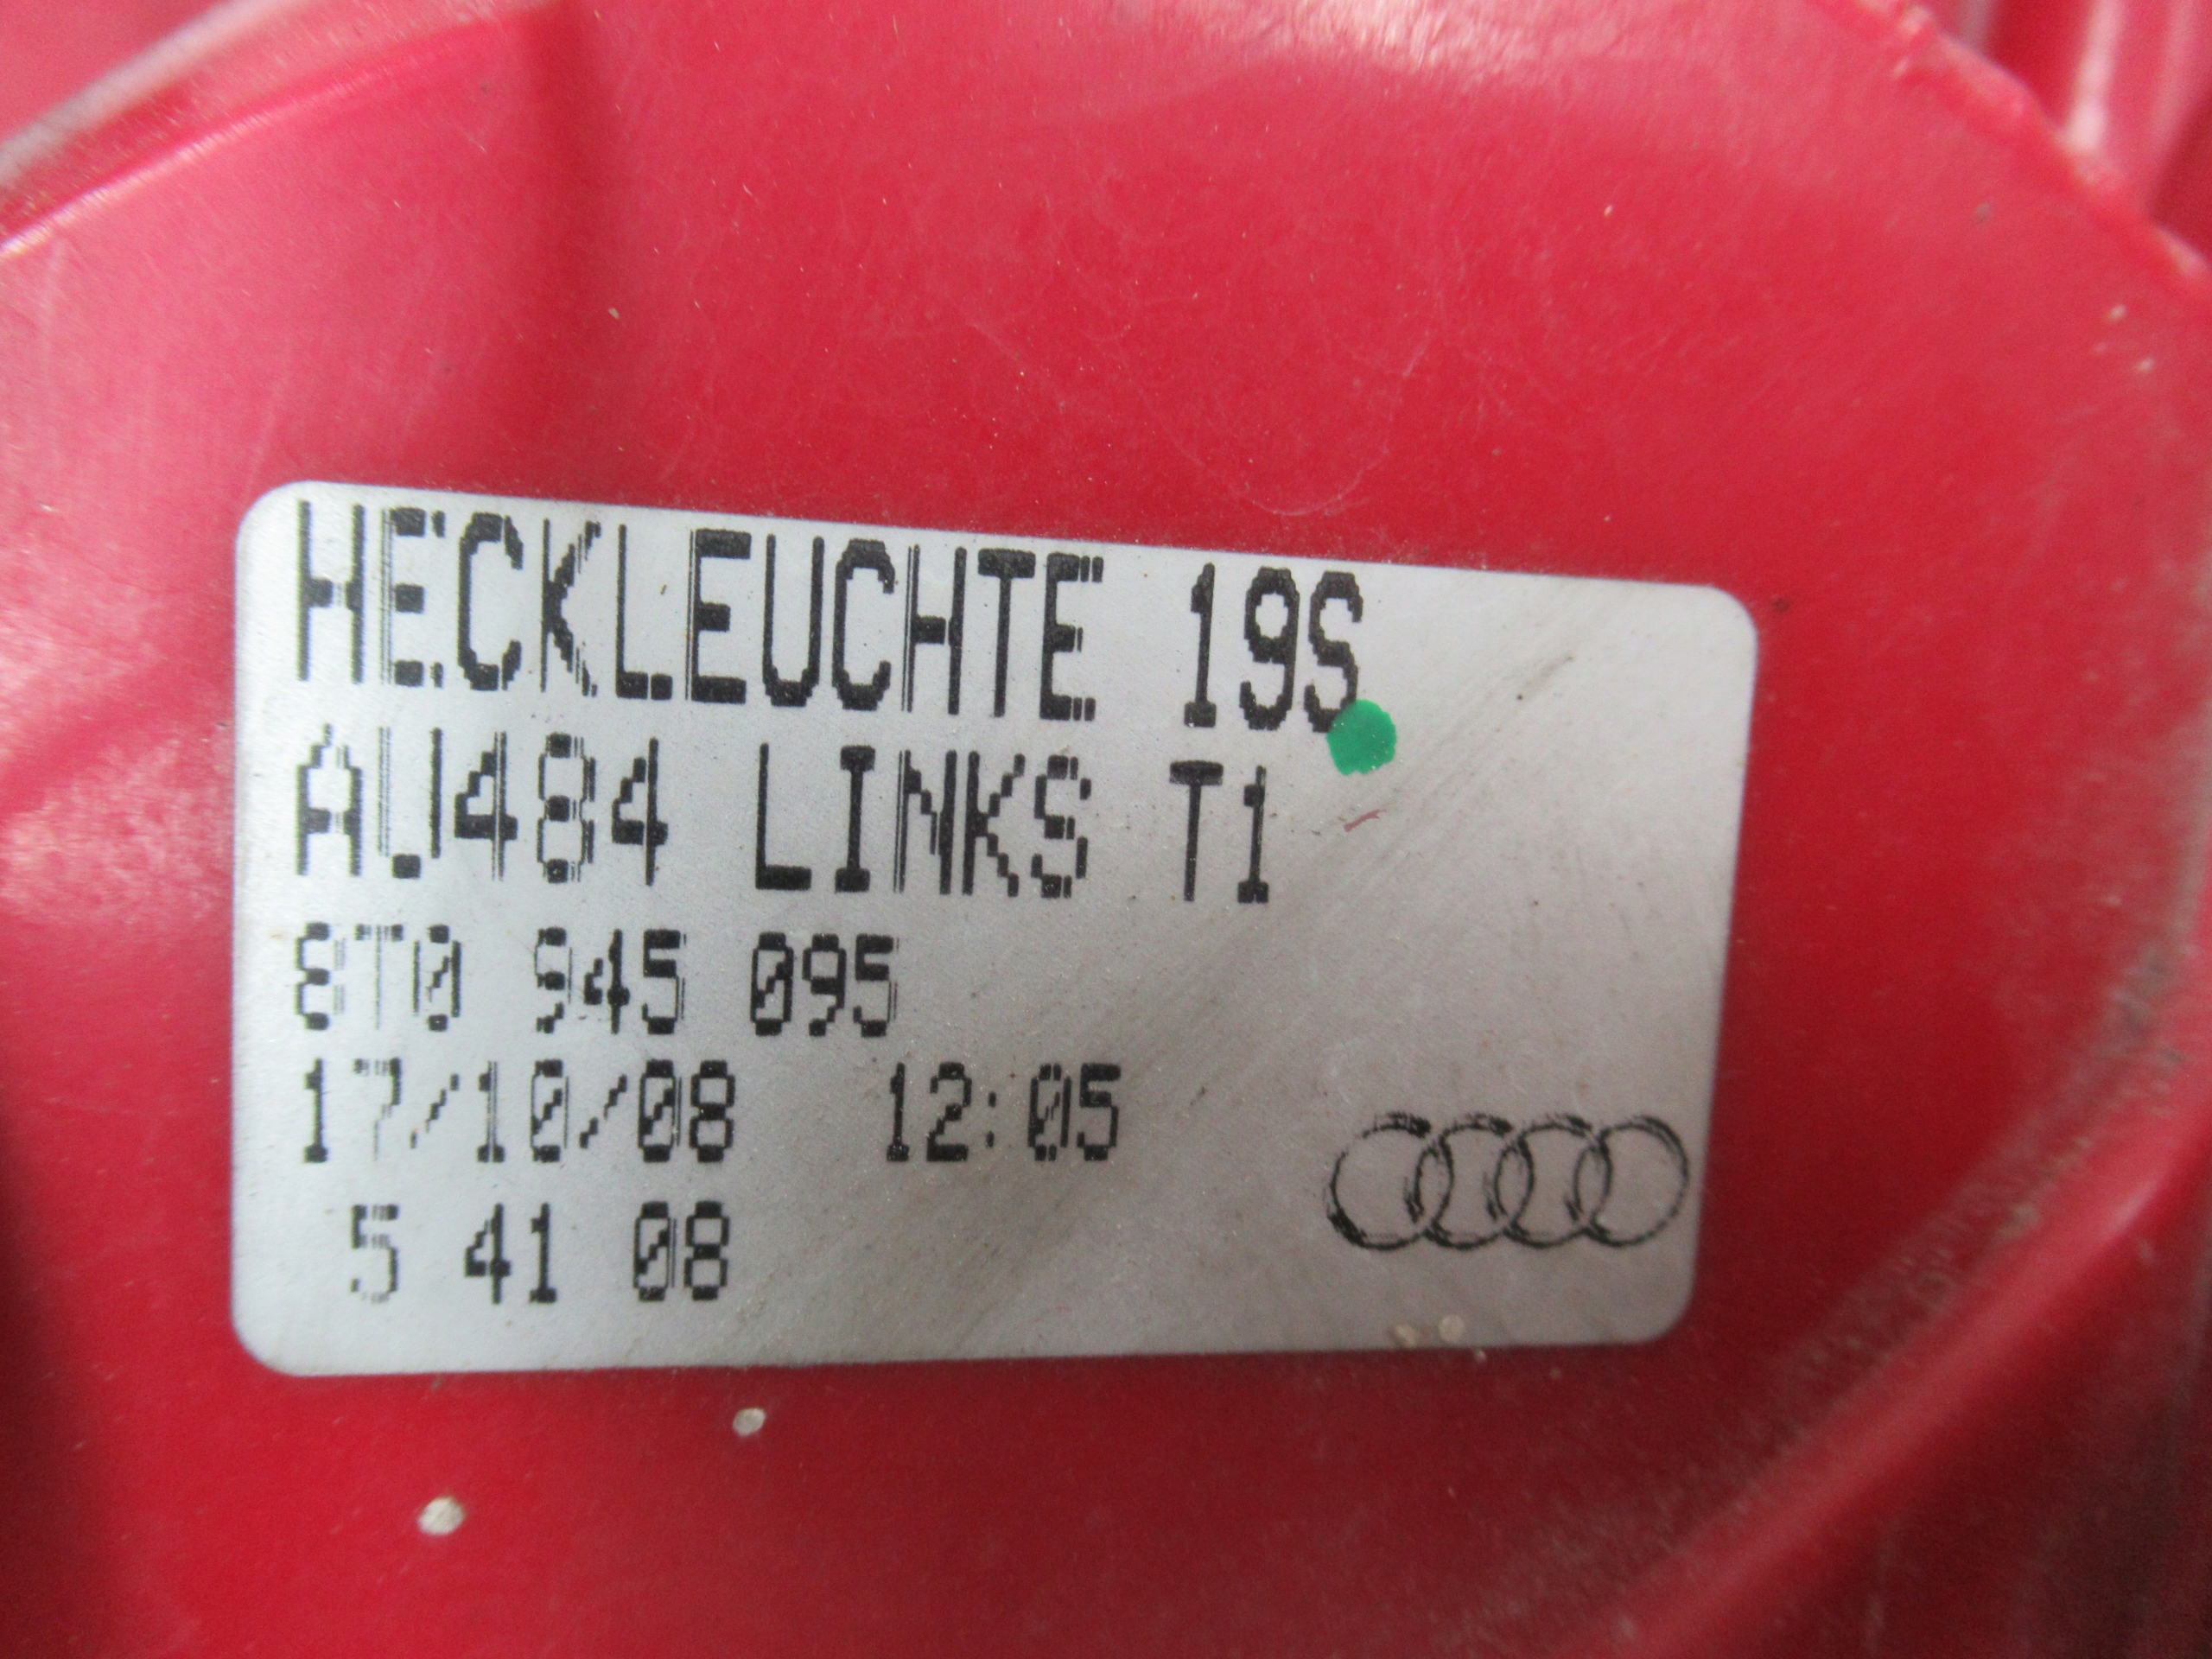 HECKLEUCHTE 19S
AU484 LINKS T1
8T0 945 095
17/10/08 12:05
5 41 08